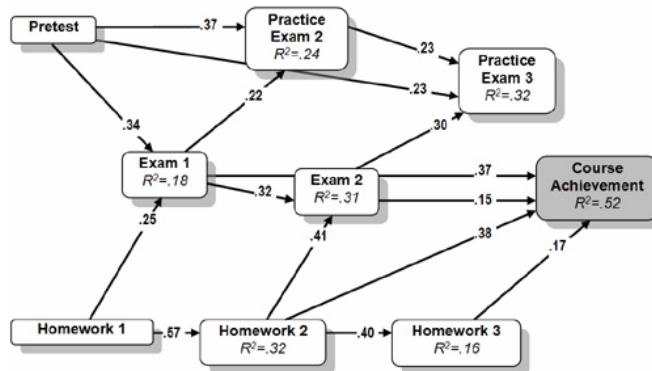 Pretest
.37
Practice
Exam 2
R²=.24
.23
Practice
Exam 3
R²=.32
.23
.22
.34
.30
Exam 1
R²=.18
.37
.32
Exam 2
R²=.31
.15
Course
Achievement
R²=.52
.25
.41
.38
.17
Homework 1
.57
Homework 2
R²=.32
.40
Homework 3
R²=.16